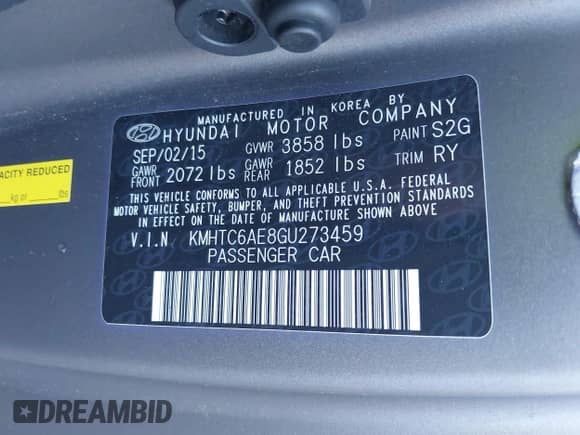 MANUFACTURED IN KOREA BY
HYUNDAI MOTOR COMPANY
SEP/02/15 GVWR 3858 lbs PAINT S2G
GAWR FRONT 2072 lbs GAWR REAR 1852 lbs TRIM RY
THIS VEHICLE CONFORMS TO ALL APPLICABLE U.S.A. FEDERAL
MOTOR VEHICLE SAFETY, BUMPER, AND THEFT PREVENTION STANDARDS
IN EFFECT ON THE DATE OF MANUFACTURE SHOWN ABOVE.
V.I.N KMHTC6AE8GU273459
PASSENGER CAR
ACITY REDUCED
kg or lbs
DREAMBID